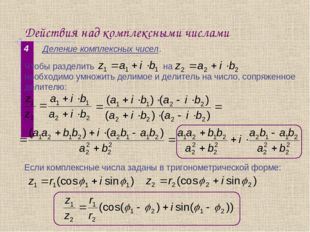 Действия над комплексными числами
4 Деление комплексных чисел.
Чтобы разделить z₁ = a₁ + i · b₁ на z₂ = a₂ + i · b₂
необходимо умножить делимое и делитель на число, сопряженное
делителю:
z₁/z₂ = (a₁ + i · b₁)/(a₂ + i · b₂) = ((a₁ + i · b₁) · (a₂ − i · b₂))/((a₂ + i · b₂) · (a₂ − i · b₂)) =
= ((a₁a₂ + b₁b₂) + i · (a₂b₁ − a₁b₂))/(a₂² + b₂²) = (a₁a₂ + b₁b₂)/(a₂² + b₂²) + i · (a₂b₁ − a₁b₂)/(a₂² + b₂²)
Если комплексные числа заданы в тригонометрической форме:
z₁ = r₁(cos ϕ₁ + i sin ϕ₁) z₂ = r₂(cos ϕ₂ + i sin ϕ₂)
z₁/z₂ = r₁/r₂ (cos(ϕ₁ − ϕ₂) + i sin(ϕ₁ − ϕ₂))